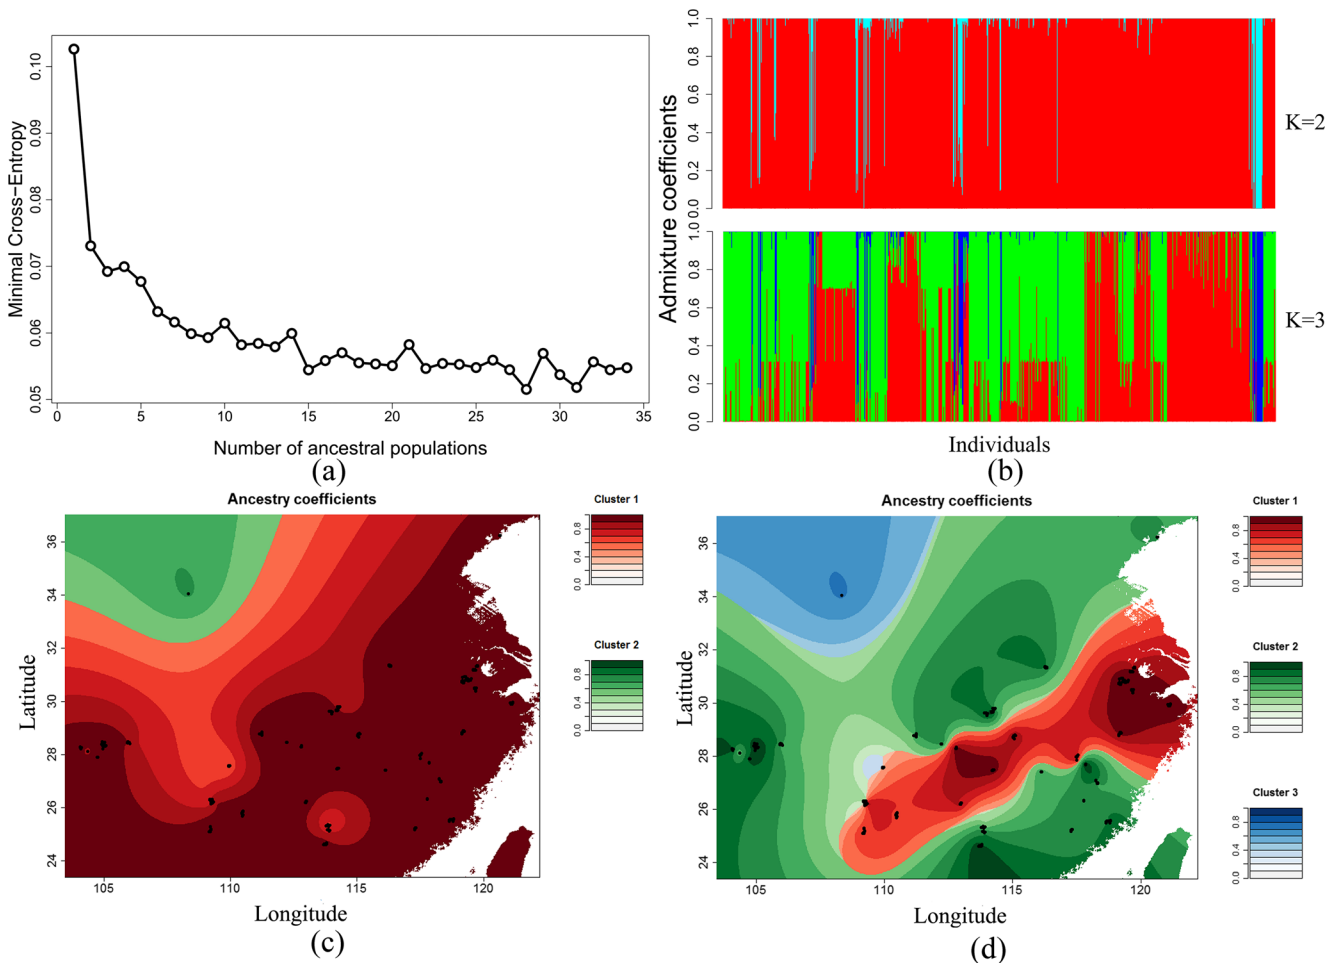 (a)
Minimal Cross-Entropy
0.10
0.09
0.08
0.07
0.06
0.05
0 5 10 15 20 25 30 35
Number of ancestral populations
(b)
Admixture coefficients
1.0
0.8
0.6
0.4
0.2
0.0
K=2
1.0
0.8
0.6
0.4
0.2
0.0
K=3
Individuals
Ancestry coefficients
Latitude
36
34
32
30
28
26
24
105 110 115 120
Longitude
(c)
Cluster 1
0.8
0.4
0.0
Cluster 2
0.8
0.4
0.0
Ancestry coefficients
Latitude
36
34
32
30
28
26
24
105 110 115 120
Longitude
(d)
Cluster 1
0.8
0.4
0.0
Cluster 2
0.8
0.4
0.0
Cluster 3
0.8
0.4
0.0